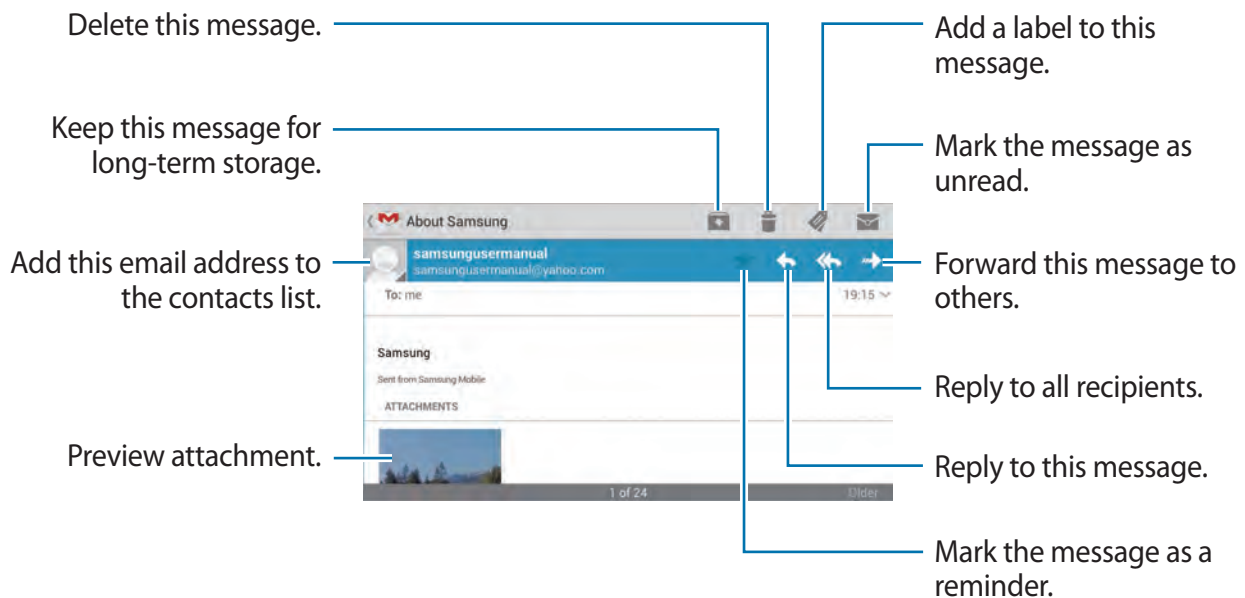 Delete this message.
Keep this message for
long-term storage.
Add this email address to
the contacts list.
Preview attachment.
About Samsung
samsungusermanual
samsungusermanual@yahoo.com
To: me
19:15
Samsung
Sent from Samsung Mobile
ATTACHMENTS
1 of 24
Older
Add a label to this
message.
Mark the message as
unread.
Forward this message to
others.
Reply to all recipients.
Reply to this message.
Mark the message as a
reminder.